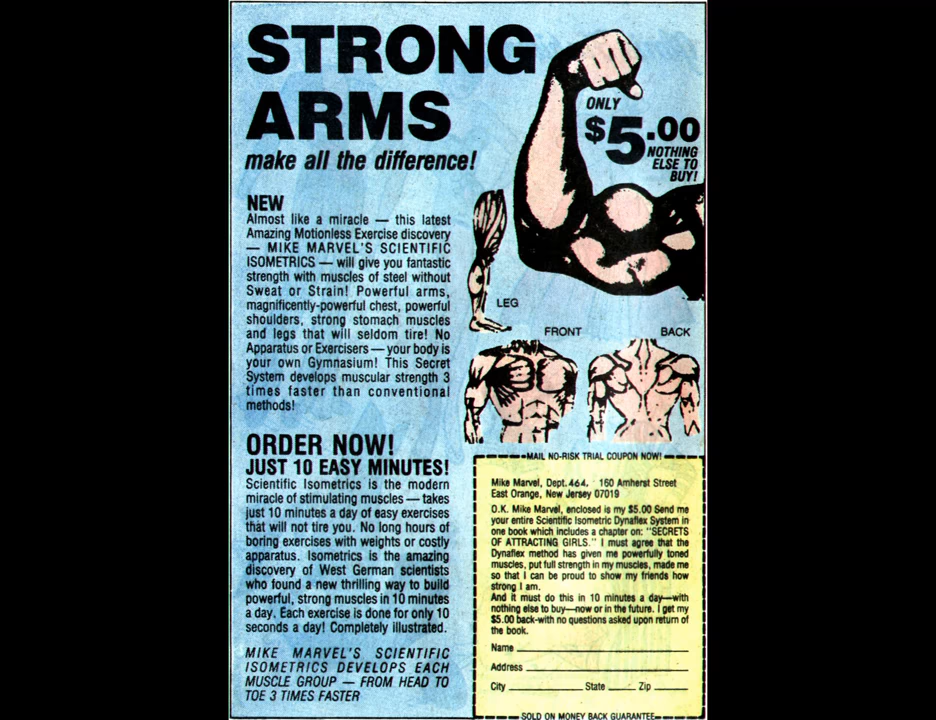 STRONG
ARMS
make all the difference!
ONLY
$5.00
NOTHING
ELSE TO
BUY!
NEW
Almost like a miracle — this latest
Amazing Motionless Exercise discovery
— MIKE MARVEL'S SCIENTIFIC
ISOMETRICS — will give you fantastic
strength with muscles of steel without
Sweat or Strain! Powerful arms,
magnificently-powerful chest, powerful
shoulders, strong stomach muscles
and legs that will seldom tire! No
Apparatus or Exercisers — your body is
your own Gymnasium! This Secret
System develops muscular strength 3
times faster than conventional
methods!
LEG
FRONT
BACK
ORDER NOW!
JUST 10 EASY MINUTES!
Scientific Isometrics is the modern
miracle of stimulating muscles — takes
just 10 minutes a day of easy exercises
that will not tire you. No long hours of
boring exercises with weights or costly
apparatus. Isometrics is the amazing
discovery of West German scientists
who found a new thrilling way to build
powerful, strong muscles in 10 minutes
a day. Each exercise is done for only 10
seconds a day! Completely illustrated.
MIKE MARVEL'S SCIENTIFIC
ISOMETRICS DEVELOPS EACH
MUSCLE GROUP — FROM HEAD TO
TOE 3 TIMES FASTER
MAIL NO-RISK TRIAL COUPON NOW!
Mike Marvel, Dept. 464, 160 Amherst Street
East Orange, New Jersey 07019
O.K. Mike Marvel, enclosed is my $5.00 Send me
your entire Scientific Isometric Dynaflex System in
one book which includes a chapter on: "SECRETS
OF ATTRACTING GIRLS." I must agree that the
Dynaflex method has given me powerfully toned
muscles, put full strength in my muscles, made me
so that I can be proud to show my friends how
strong I am.
And it must do this in 10 minutes a day—with
nothing else to buy—now or in the future. I get my
$5.00 back-with no questions asked upon return of
the book.
Name
Address
City State Zip
SOLD ON MONEY BACK GUARANTEE